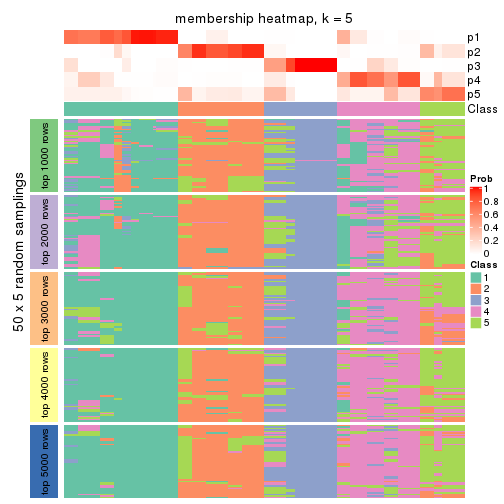 membership heatmap, k = 5
p1
p2
p3
p4
p5
Class
50 x 5 random samplings
top 1000 rows
top 2000 rows
top 3000 rows
top 4000 rows
top 5000 rows
Prob
1
0.8
0.6
0.4
0.2
0
Class
1
2
3
4
5